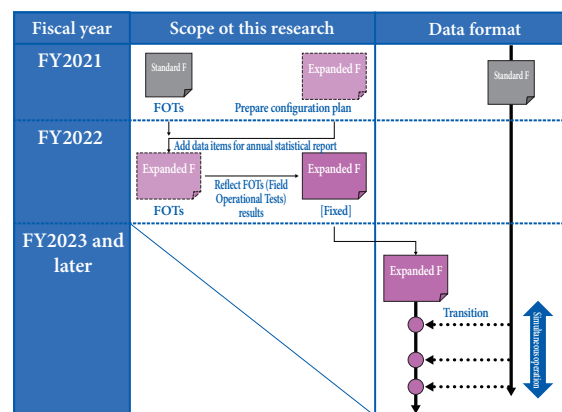 Fiscal year
Scope ot this research
Data format
FY2021
Standard F
FOTs
Expanded F
Prepare configuration plan
Standard F
FY2022
Add data items for annual statistical report
Expanded F
FOTs
Reflect FOTs (Field
Operational Tests)
results
Expanded F
[Fixed]
FY2023 and
later
Expanded F
Transition
Simultaneous operation